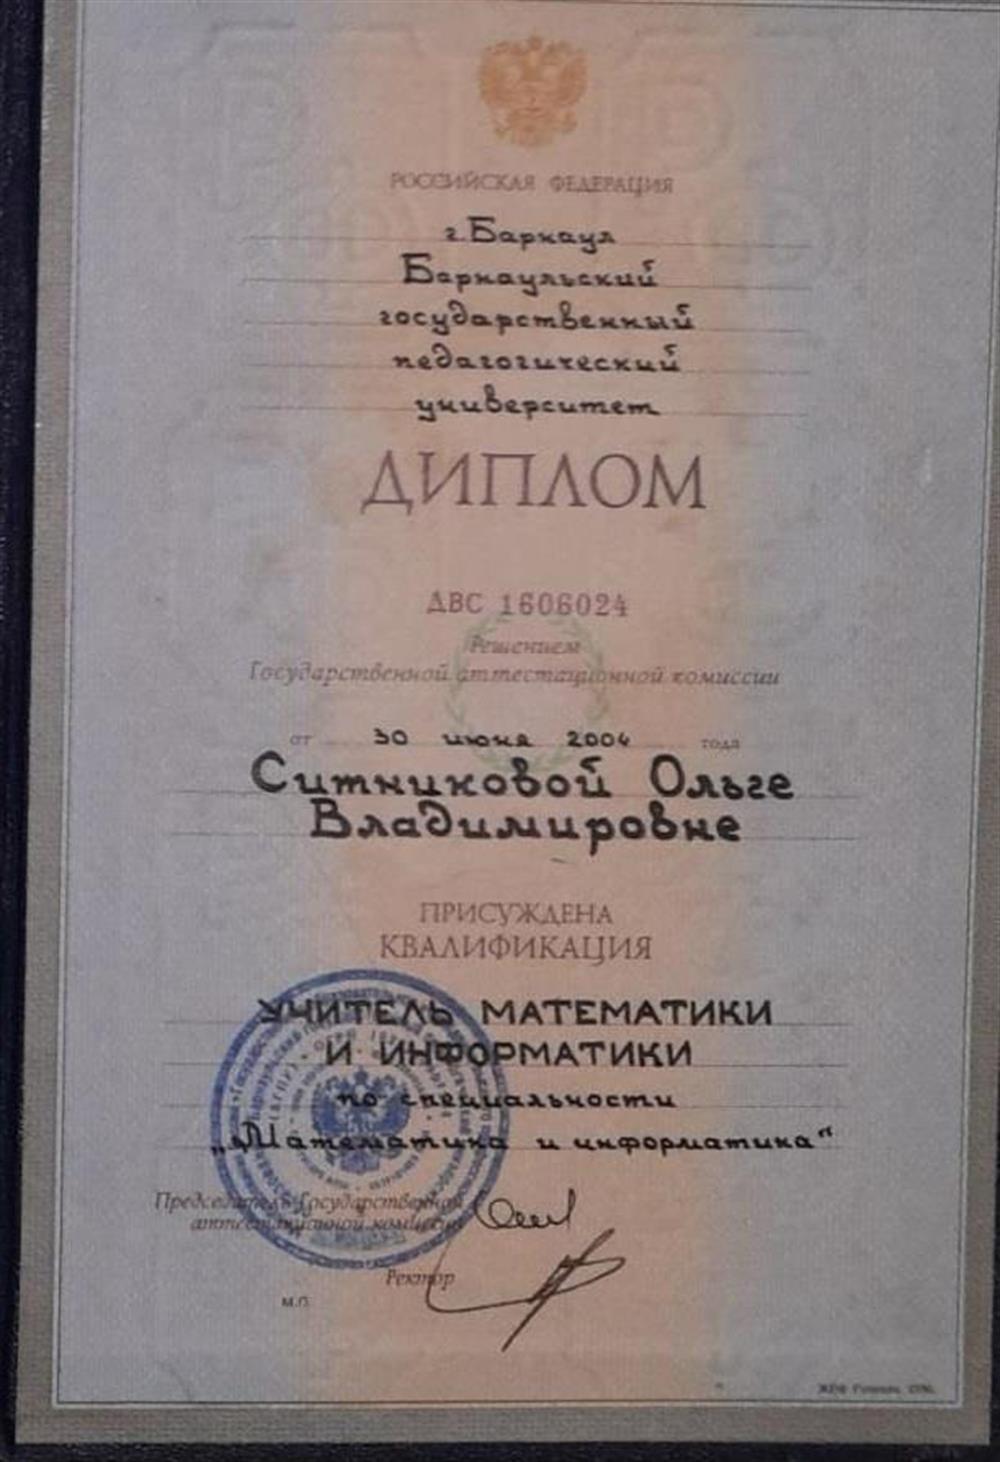 РОССИЙСКАЯ ФЕДЕРАЦИЯ
г. Барнаул
Барнаульский
государственный
педагогический
университет
ДИПЛОМ
ДВС 1606024
Решением
Государственной аттестационной комиссии
от 30 июня 2004 года
Ситниковой Ольге
Владимировне
ПРИСУЖДЕНА
КВАЛИФИКАЦИЯ
УЧИТЕЛЬ МАТЕМАТИКИ
И ИНФОРМАТИКИ
по специальности
„Математика и информатика“
Председатель Государственной
аттестационной комиссии
Ректор
М.П.